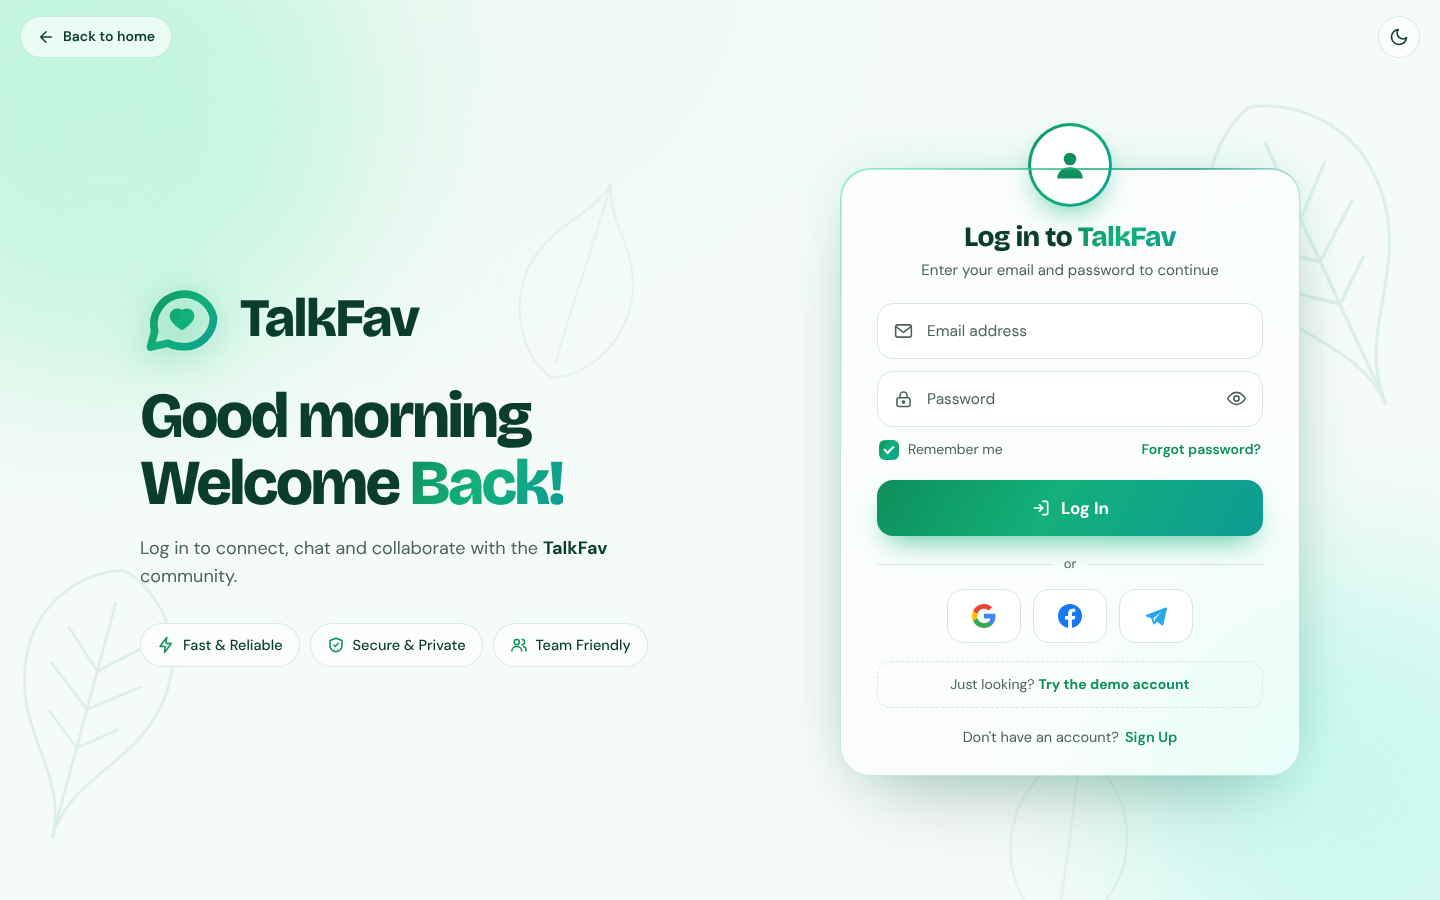 Back to home
TalkFav
Good morning
Welcome Back!
Log in to connect, chat and collaborate with the TalkFav
community.
Fast & Reliable
Secure & Private
Team Friendly
Log in to TalkFav
Enter your email and password to continue
Email address
Password
Remember me
Forgot password?
Log In
or
Just looking? Try the demo account
Don't have an account? Sign Up